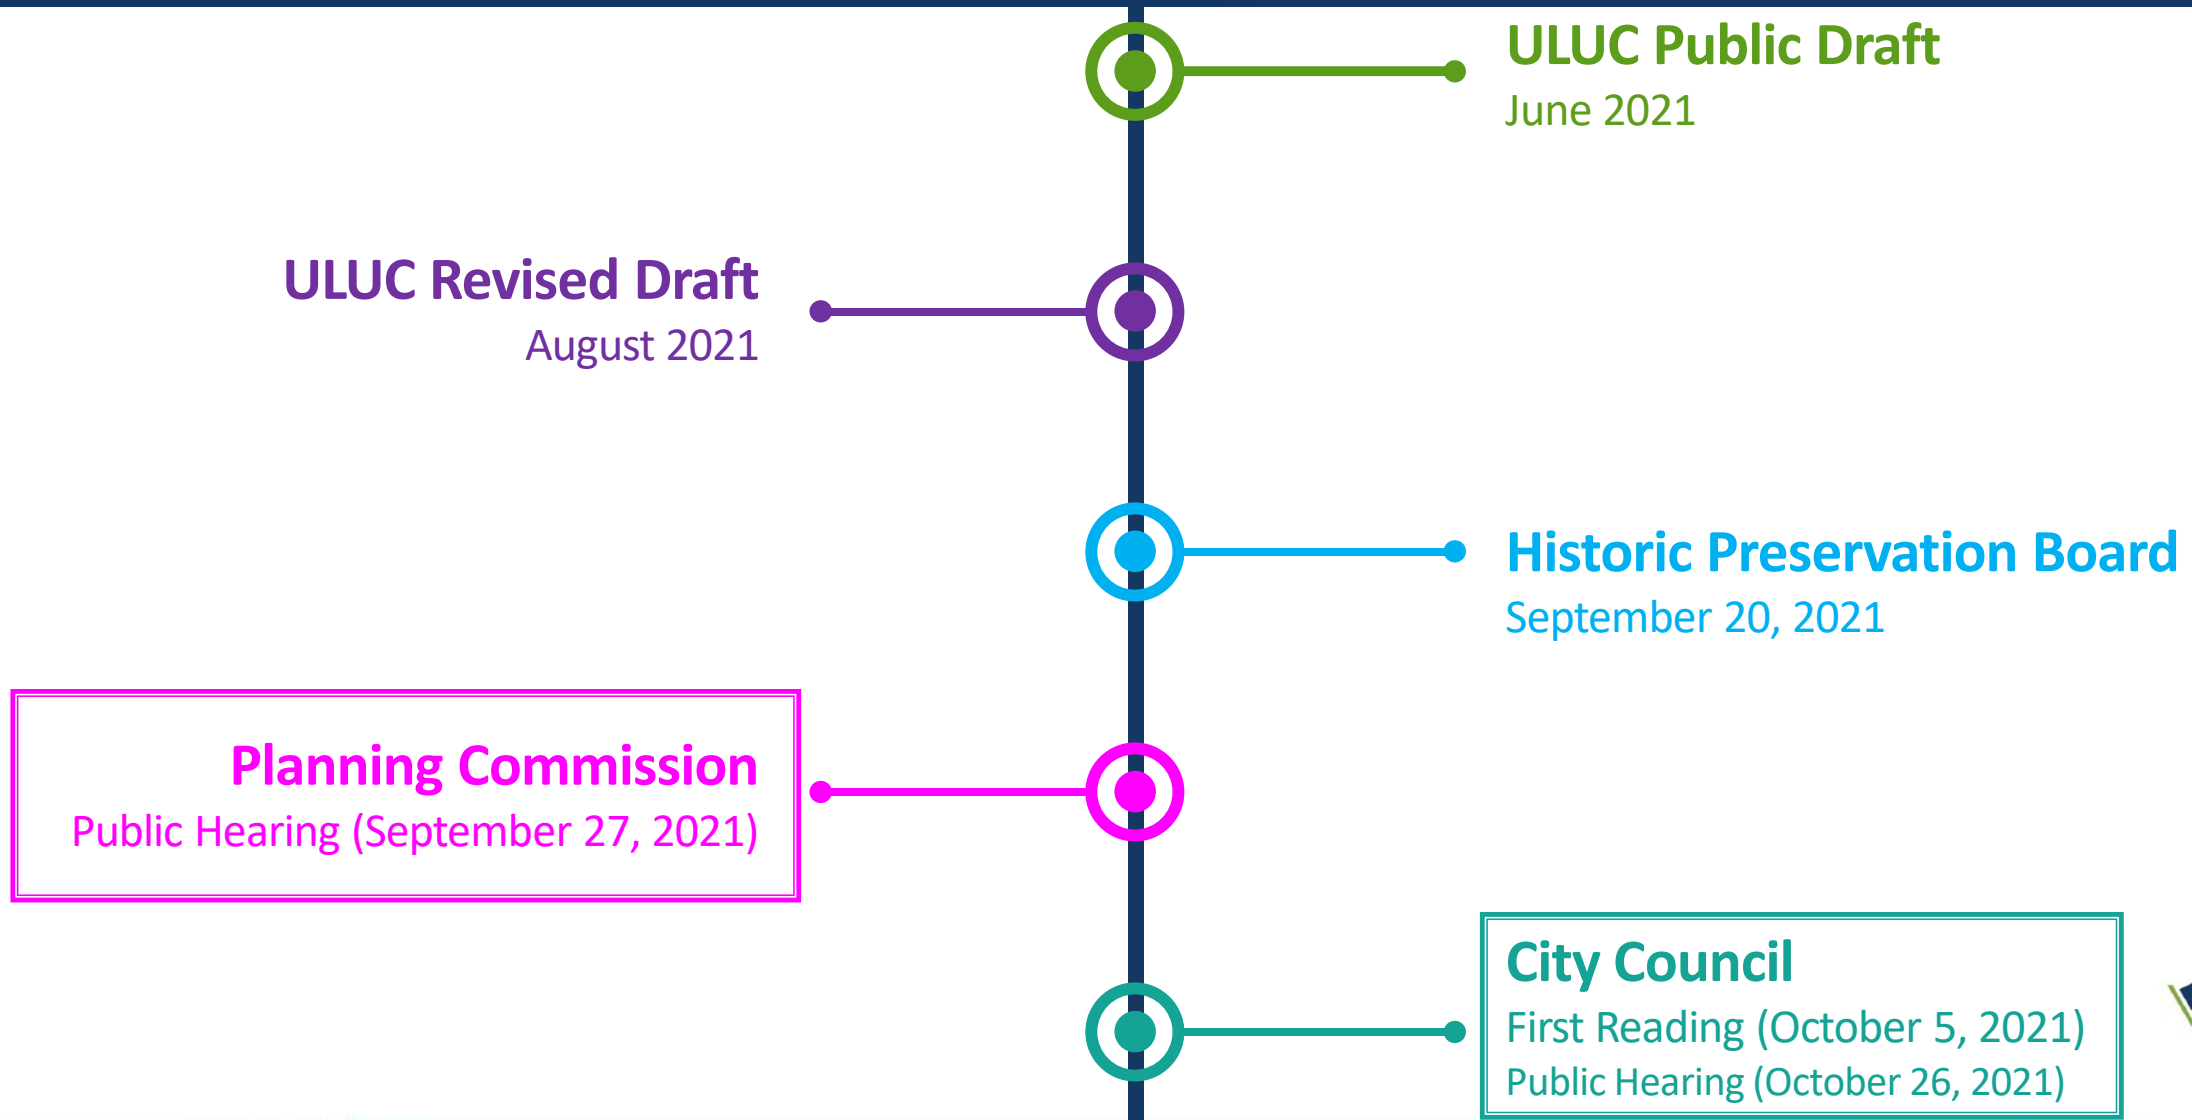 ULUC Public Draft
June 2021
ULUC Revised Draft
August 2021
Historic Preservation Board
September 20, 2021
Planning Commission
Public Hearing (September 27, 2021)
City Council
First Reading (October 5, 2021)
Public Hearing (October 26, 2021)